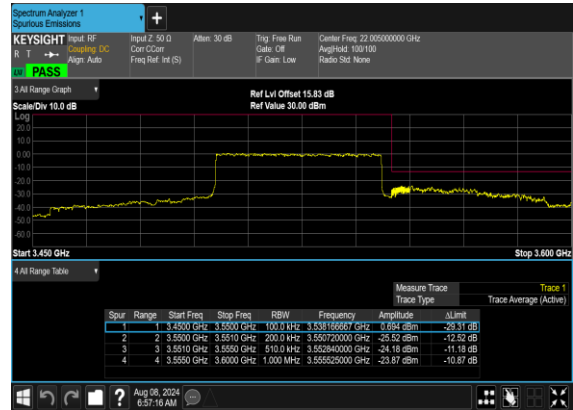 Spectrum Analyzer 1
Spurious Emissions
KEYSIGHT Input: RF Input Z: 50 Ω Atten: 30 dB Trig: Free Run Center Freq: 22.005000000 GHz
R T Coupling: DC Corr CCorr Gate: Off Avg|Hold: 100/100
Align: Auto Freq Ref: Int (S) IF Gain: Low Radio Std: None
LW PASS
3 All Range Graph
Ref Lvl Offset 15.83 dB
Scale/Div 10.0 dB Ref Value 30.00 dBm
Log
20.0
10.0
0.00
-10.0
-20.0
-30.0
-40.0
-50.0
-60.0
Start 3.450 GHz Stop 3.600 GHz
4 All Range Table
Measure Trace Trace 1
Trace Type Trace Average (Active)
Spur Range Start Freq Stop Freq RBW Frequency Amplitude ΔLimit
1 1 3.4500 GHz 3.5500 GHz 100.0 kHz 3.538166667 GHz 0.694 dBm -29.31 dB
2 2 3.5500 GHz 3.5510 GHz 200.0 kHz 3.550720000 GHz -25.52 dBm -12.52 dB
3 3 3.5510 GHz 3.5550 GHz 510.0 kHz 3.552840000 GHz -24.18 dBm -11.18 dB
4 4 3.5550 GHz 3.6000 GHz 1.000 MHz 3.555525000 GHz -23.87 dBm -10.87 dB
Aug 08, 2024
6:57:16 AM